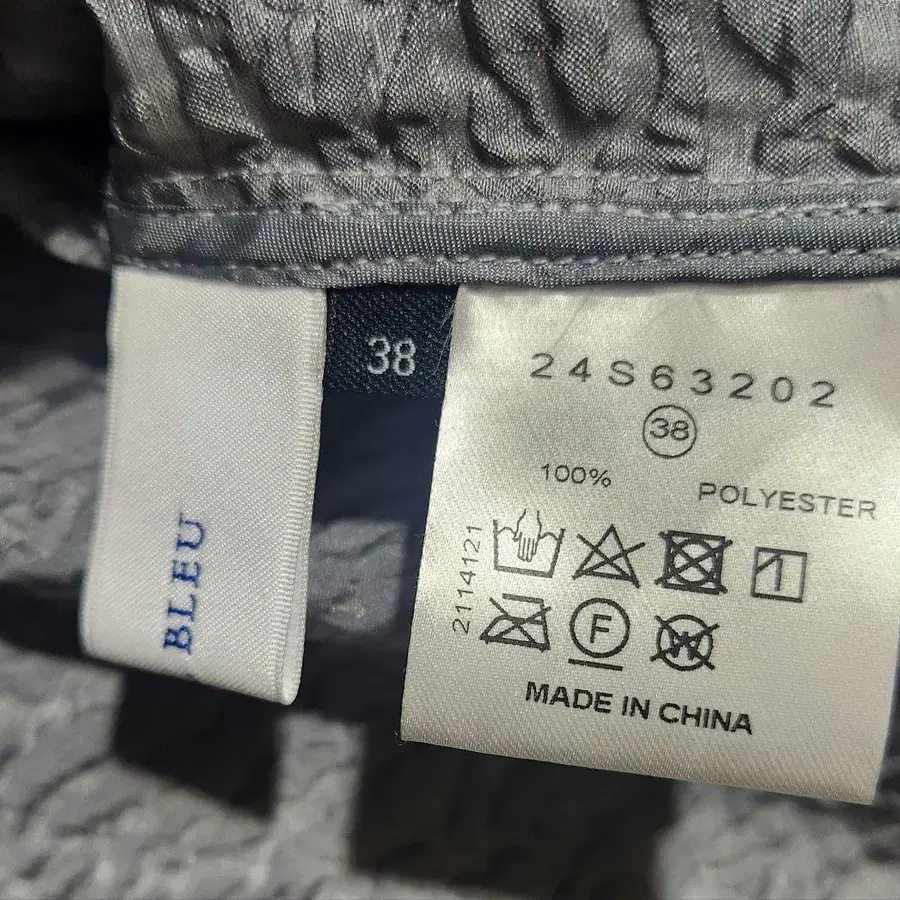 BLEU
38
24S63202
38
100% POLYESTER
2114121
F
W
MADE IN CHINA